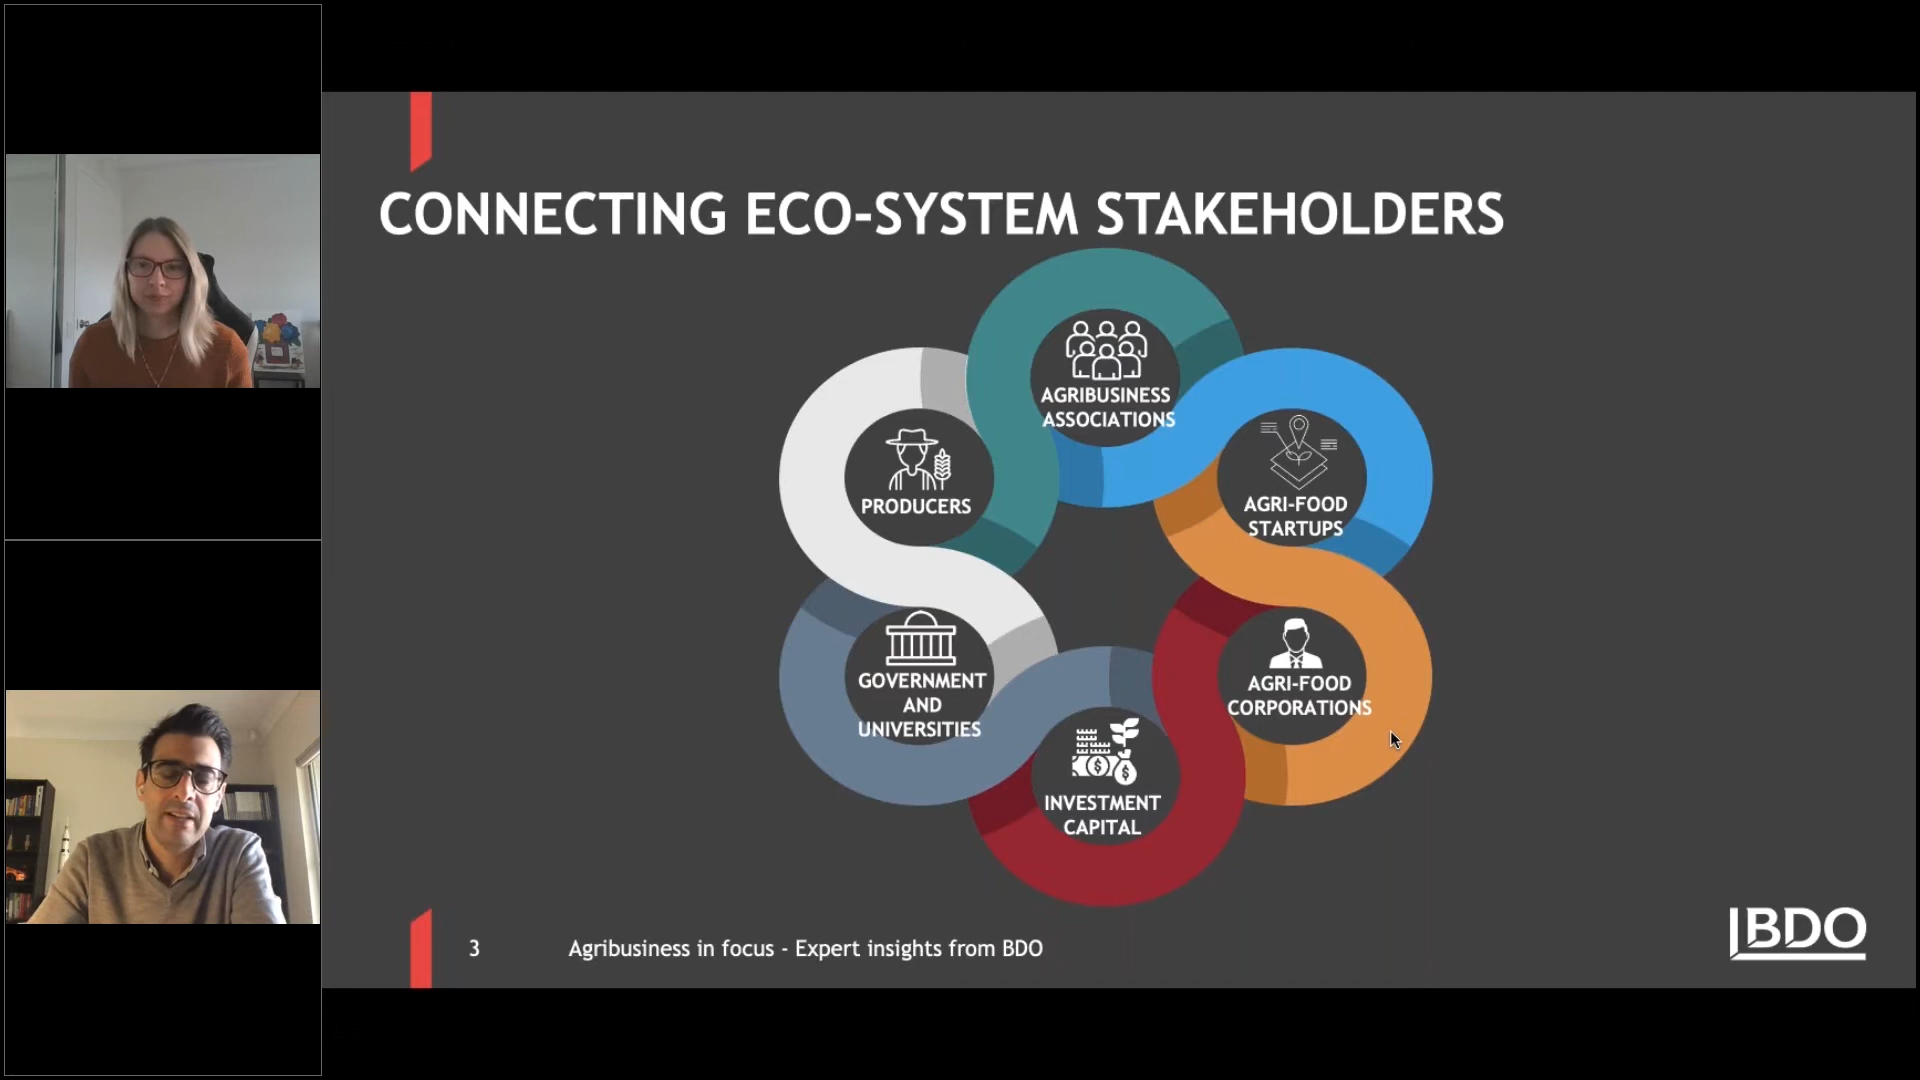 CONNECTING ECO-SYSTEM STAKEHOLDERS
AGRIBUSINESS
ASSOCIATIONS
PRODUCERS
AGRI-FOOD
STARTUPS
GOVERNMENT
AND
UNIVERSITIES
AGRI-FOOD
CORPORATIONS
INVESTMENT
CAPITAL
3
Agribusiness in focus - Expert insights from BDO
BDO